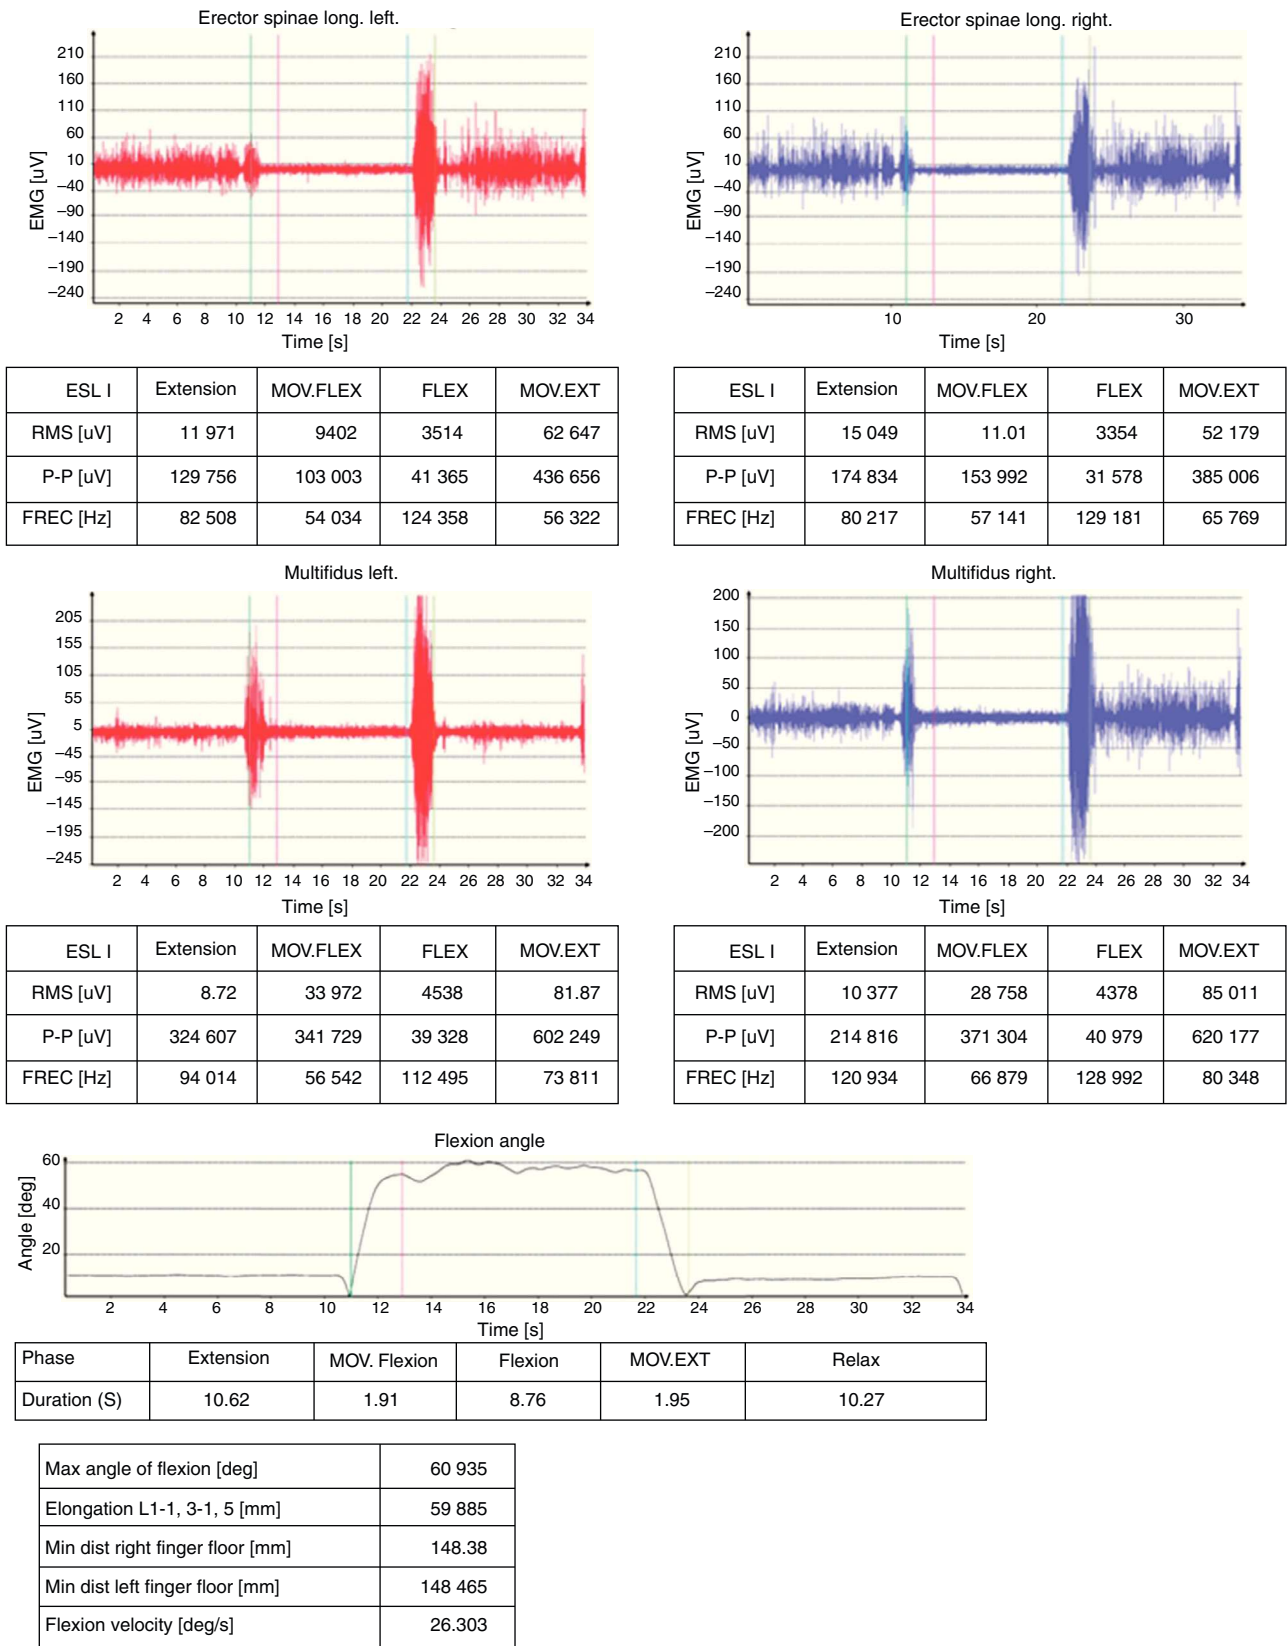 Erector spinae long. left.
EMG [uV]
210
160
110
60
10
–40
–90
–140
–190
–240
2 4 6 8 10 12 14 16 18 20 22 24 26 28 30 32 34
Time [s]
Erector spinae long. right.
EMG [uV]
210
160
110
60
10
–40
–90
–140
–190
–240
10 20 30
Time [s]
ESL I Extension MOV.FLEX FLEX MOV.EXT
RMS [uV] 11 971 9402 3514 62 647
P-P [uV] 129 756 103 003 41 365 436 656
FREC [Hz] 82 508 54 034 124 358 56 322
ESL I Extension MOV.FLEX FLEX MOV.EXT
RMS [uV] 15 049 11.01 3354 52 179
P-P [uV] 174 834 153 992 31 578 385 006
FREC [Hz] 80 217 57 141 129 181 65 769
Multifidus left.
EMG [uV]
205
155
105
55
5
–45
–95
–145
–195
–245
2 4 6 8 10 12 14 16 18 20 22 24 26 28 30 32 34
Time [s]
Multifidus right.
EMG [uV]
200
150
100
50
0
–50
–100
–150
–200
2 4 6 8 10 12 14 16 18 20 22 24 26 28 30 32 34
Time [s]
ESL I Extension MOV.FLEX FLEX MOV.EXT
RMS [uV] 8.72 33 972 4538 81.87
P-P [uV] 324 607 341 729 39 328 602 249
FREC [Hz] 94 014 56 542 112 495 73 811
ESL I Extension MOV.FLEX FLEX MOV.EXT
RMS [uV] 10 377 28 758 4378 85 011
P-P [uV] 214 816 371 304 40 979 620 177
FREC [Hz] 120 934 66 879 128 992 80 348
Flexion angle
Angle [deg]
60
40
20
2 4 6 8 10 12 14 16 18 20 22 24 26 28 30 32 34
Time [s]
Phase Extension MOV. Flexion Flexion MOV.EXT Relax
Duration (S) 10.62 1.91 8.76 1.95 10.27
Max angle of flexion [deg] 60 935
Elongation L1-1, 3-1, 5 [mm] 59 885
Min dist right finger floor [mm] 148.38
Min dist left finger floor [mm] 148 465
Flexion velocity [deg/s] 26.303